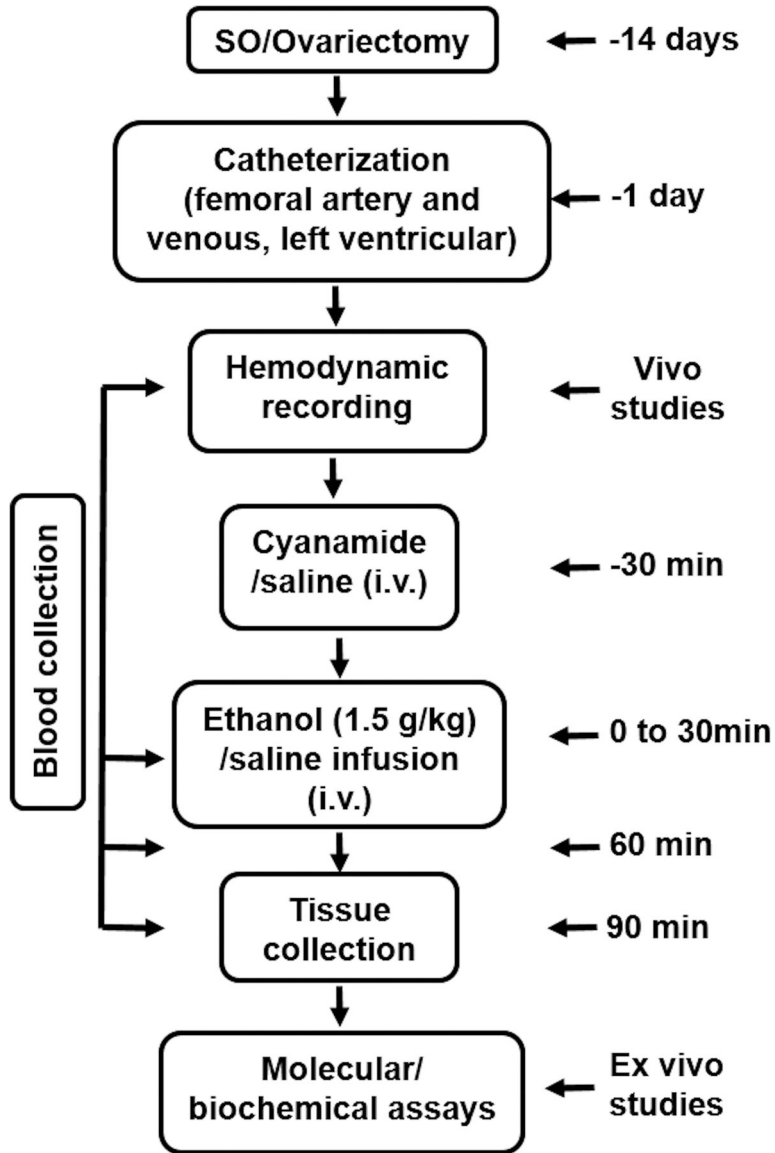 SO/Ovariectomy
-14 days
Catheterization
(femoral artery and
venous, left ventricular)
-1 day
Hemodynamic
recording
Vivo
studies
Blood collection
Cyanamide
/saline (i.v.)
-30 min
Ethanol (1.5 g/kg)
/saline infusion
(i.v.)
0 to 30min
60 min
Tissue
collection
90 min
Molecular/
biochemical assays
Ex vivo
studies